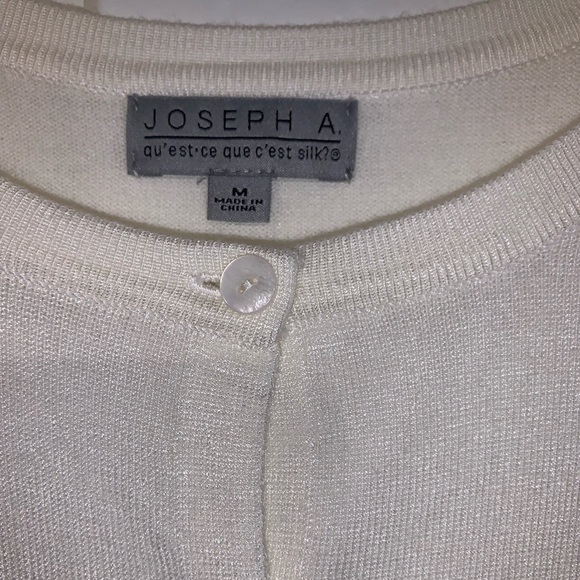 JOSEPH A.
qu'est·ce que c'est silk?®
M
MADE IN
CHINA